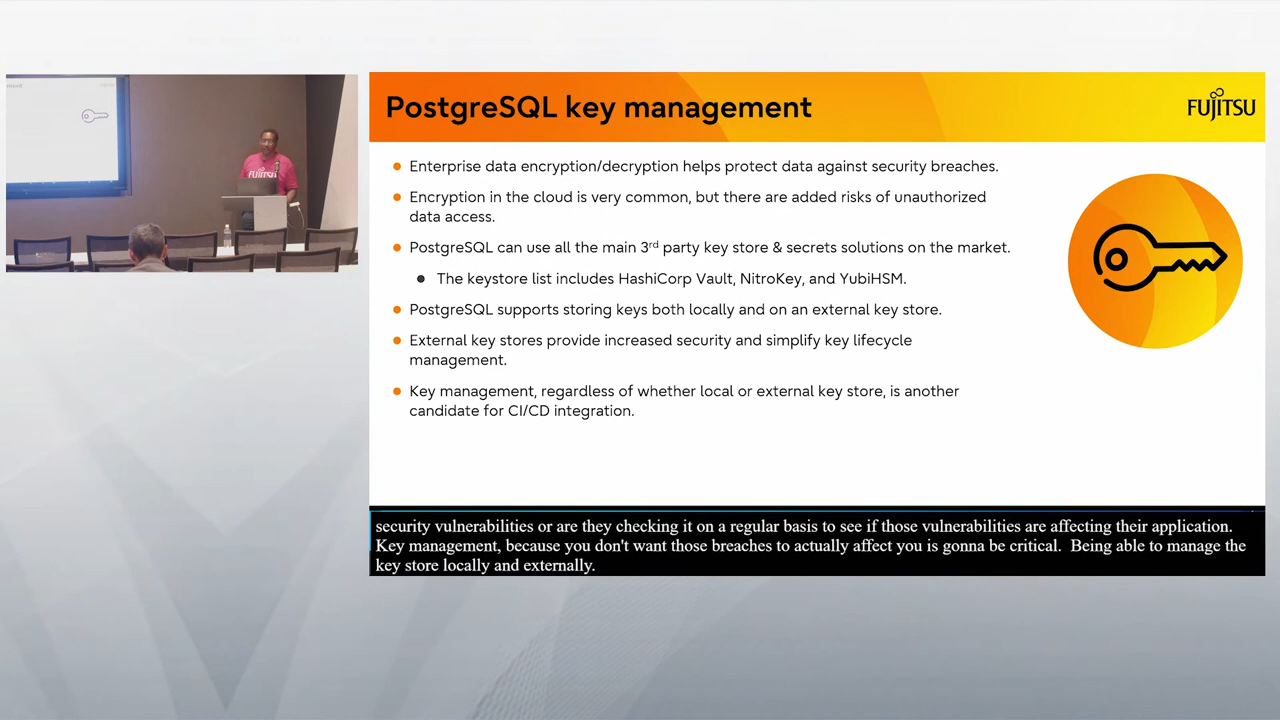 PostgreSQL key management
FUJITSU
Enterprise data encryption/decryption helps protect data against security breaches.
Encryption in the cloud is very common, but there are added risks of unauthorized
data access.
PostgreSQL can use all the main 3rd party key store & secrets solutions on the market.
The keystore list includes HashiCorp Vault, NitroKey, and YubiHSM.
PostgreSQL supports storing keys both locally and on an external key store.
External key stores provide increased security and simplify key lifecycle
management.
Key management, regardless of whether local or external key store, is another
candidate for CI/CD integration.
security vulnerabilities or are they checking it on a regular basis to see if those vulnerabilities are affecting their application.
Key management, because you don't want those breaches to actually affect you is gonna be critical.  Being able to manage the
key store locally and externally.
FUJITSU